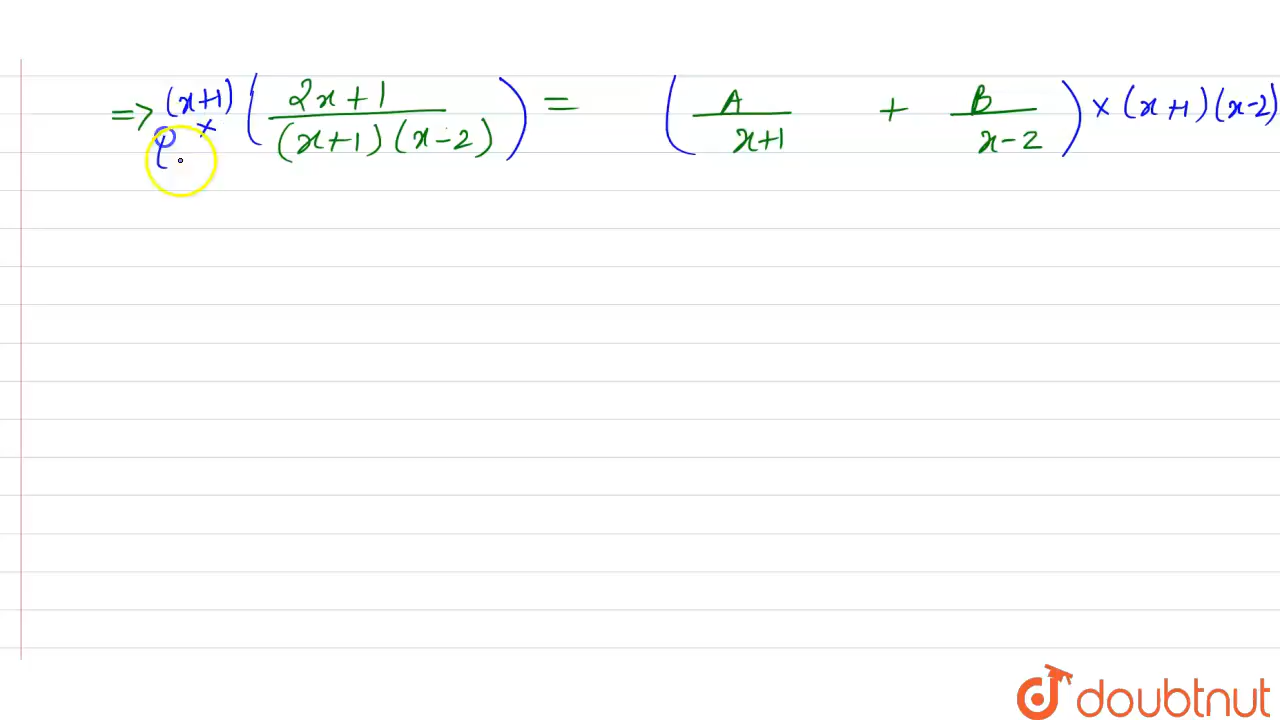 => (x+1) ( 2x+1 / (x+1)(x-2) ) = ( A / x+1 + B / x-2 ) × (x+1)(x-2)
×
(
doubtnut